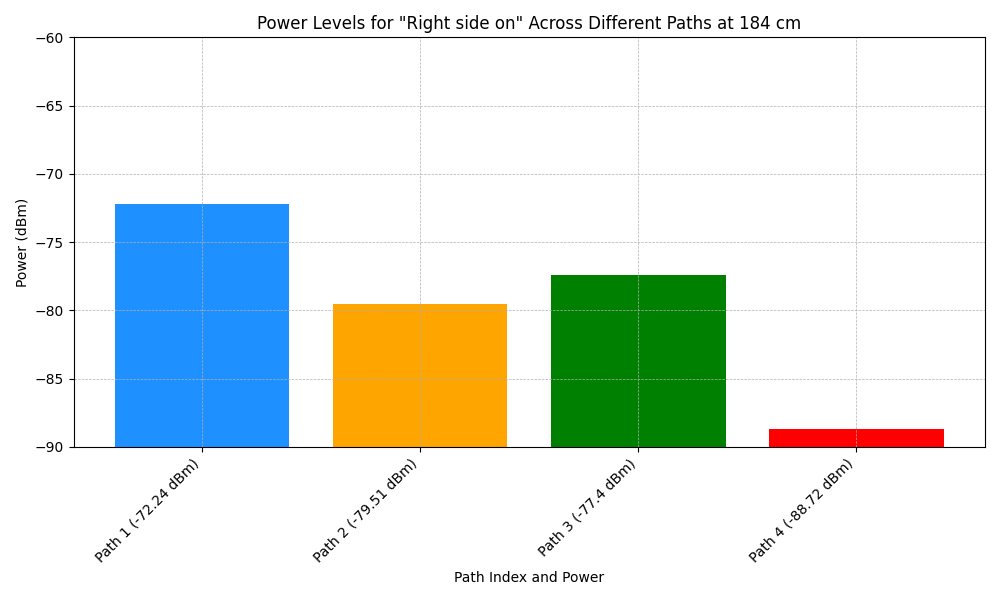 Power Levels for "Right side on" Across Different Paths at 184 cm
Power (dBm)
−60
−65
−70
−75
−80
−85
−90
Path 1 (-72.24 dBm)
Path 2 (-79.51 dBm)
Path 3 (-77.4 dBm)
Path 4 (-88.72 dBm)
Path Index and Power